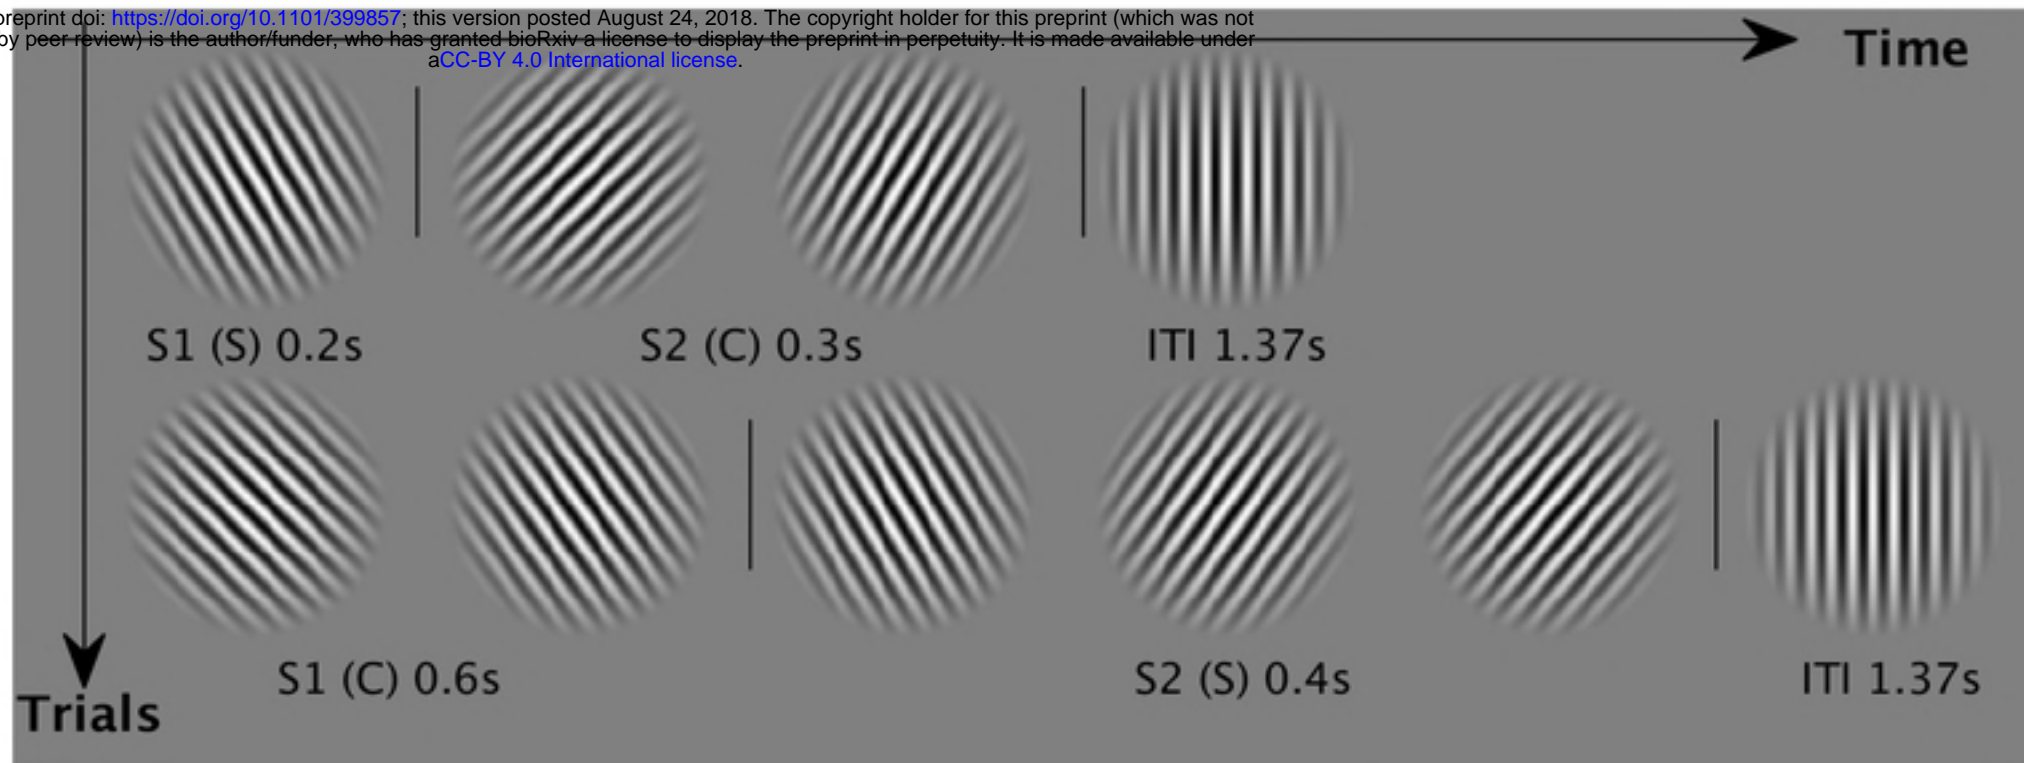 preprint doi: https://doi.org/10.1101/399857; this version posted August 24, 2018. The copyright holder for this preprint (which was not
by peer review) is the author/funder, who has granted bioRxiv a license to display the preprint in perpetuity. It is made available under
aCC-BY 4.0 International license.
Time
S1 (S) 0.2s
S2 (C) 0.3s
ITI 1.37s
S1 (C) 0.6s
S2 (S) 0.4s
ITI 1.37s
Trials